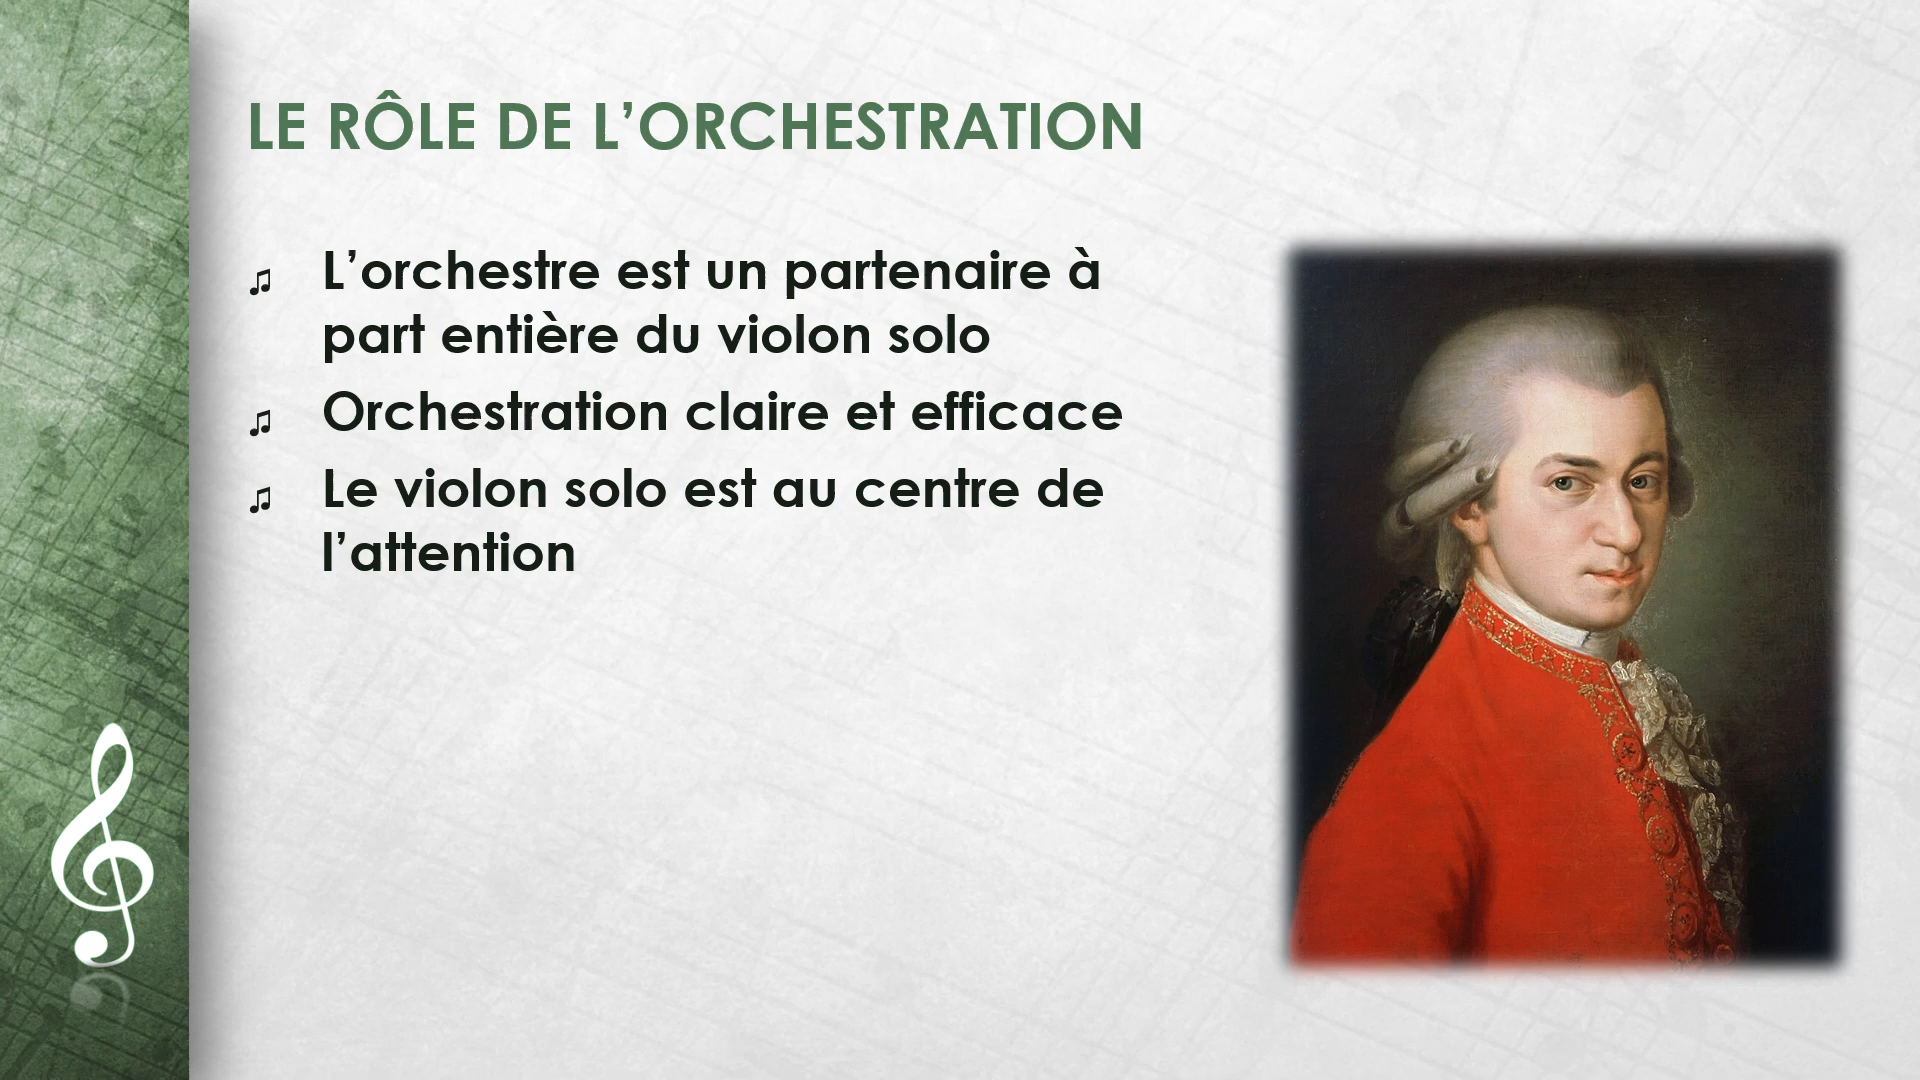 LE RÔLE DE L’ORCHESTRATION
♫ L’orchestre est un partenaire à
part entière du violon solo
♫ Orchestration claire et efficace
♫ Le violon solo est au centre de
l’attention